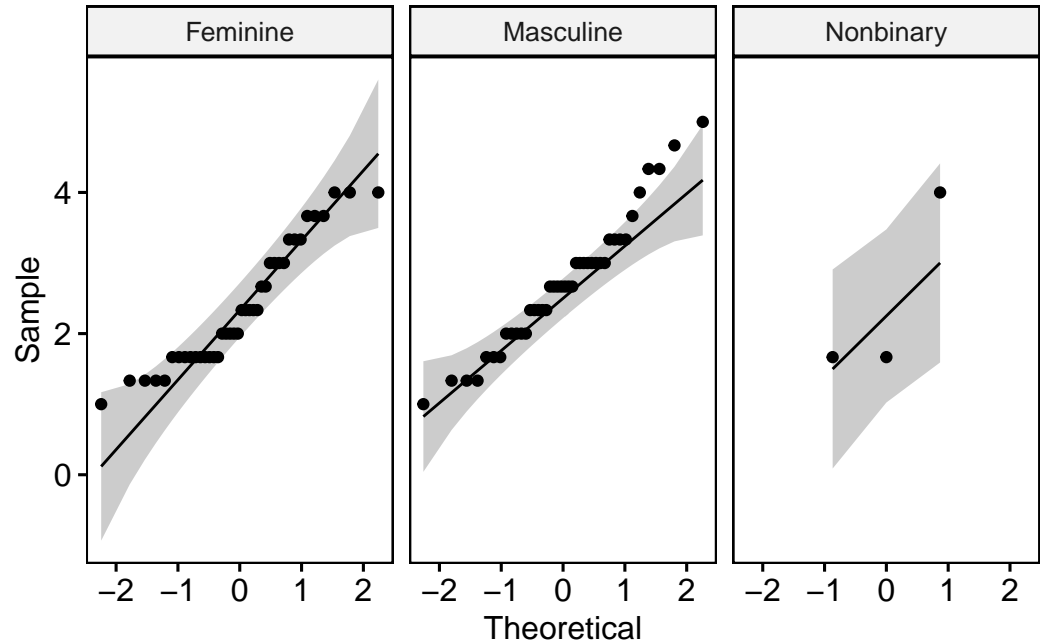 Feminine Masculine Nonbinary
Sample
4
2
0
−2 −1 0 1 2 −2 −1 0 1 2 −2 −1 0 1 2
Theoretical